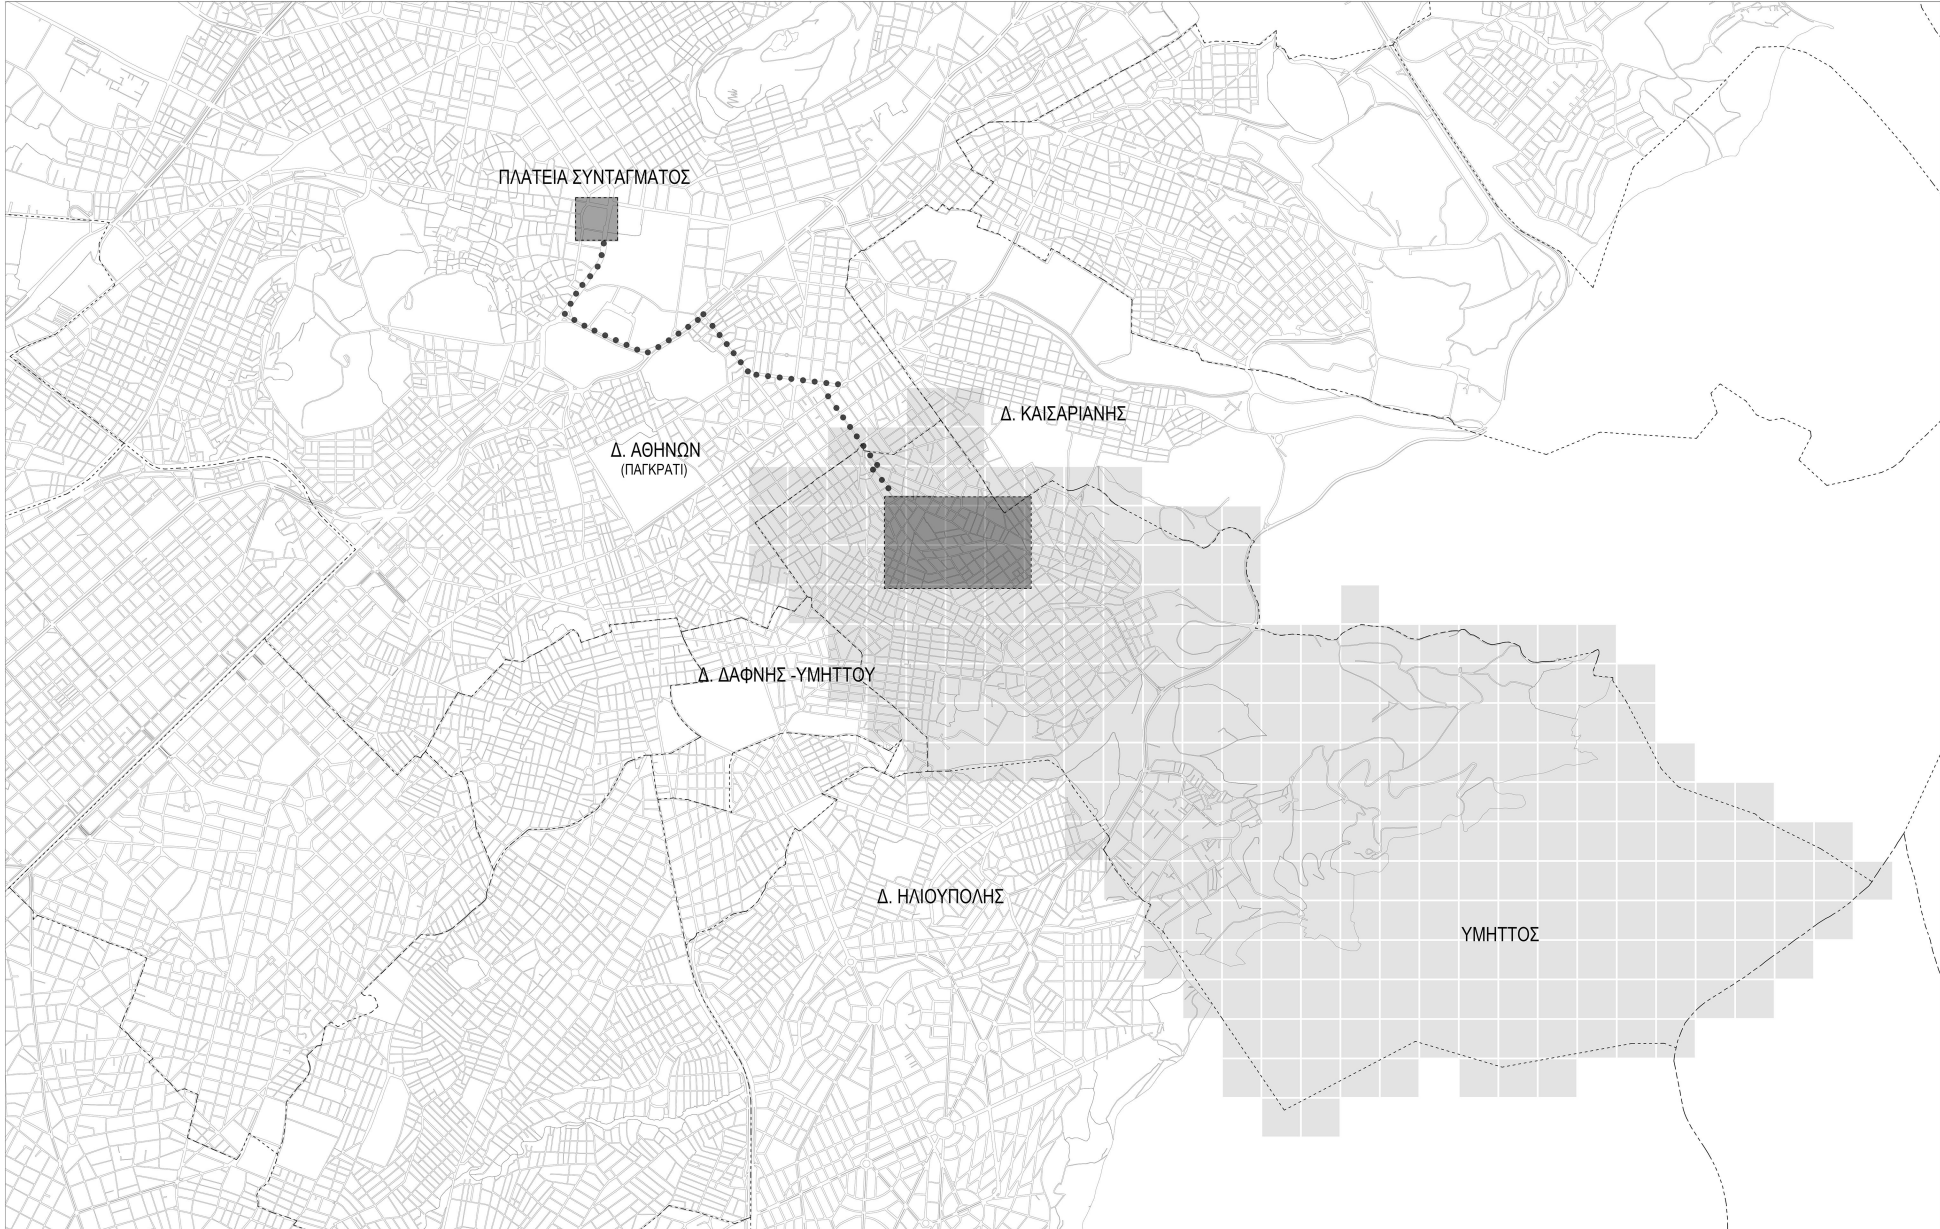 ΠΛΑΤΕΙΑ ΣΥΝΤΑΓΜΑΤΟΣ
Δ. ΚΑΙΣΑΡΙΑΝΗΣ
Δ. ΑΘΗΝΩΝ
(ΠΑΓΚΡΑΤΙ)
Δ. ΔΑΦΝΗΣ -ΥΜΗΤΤΟΥ
Δ. ΗΛΙΟΥΠΟΛΗΣ
ΥΜΗΤΤΟΣ